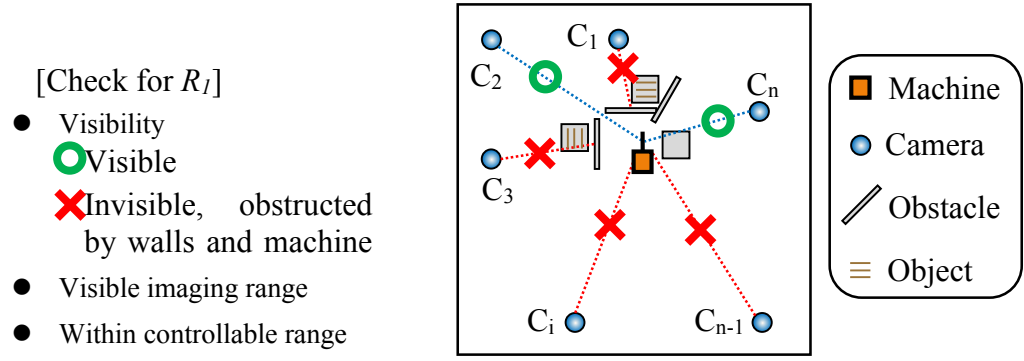 [Check for R1]
● Visibility
Visible
Invisible, obstructed
by walls and machine
● Visible imaging range
● Within controllable range
C1
C2
Cn
C3
Ci
Cn-1
Machine
Camera
Obstacle
Object